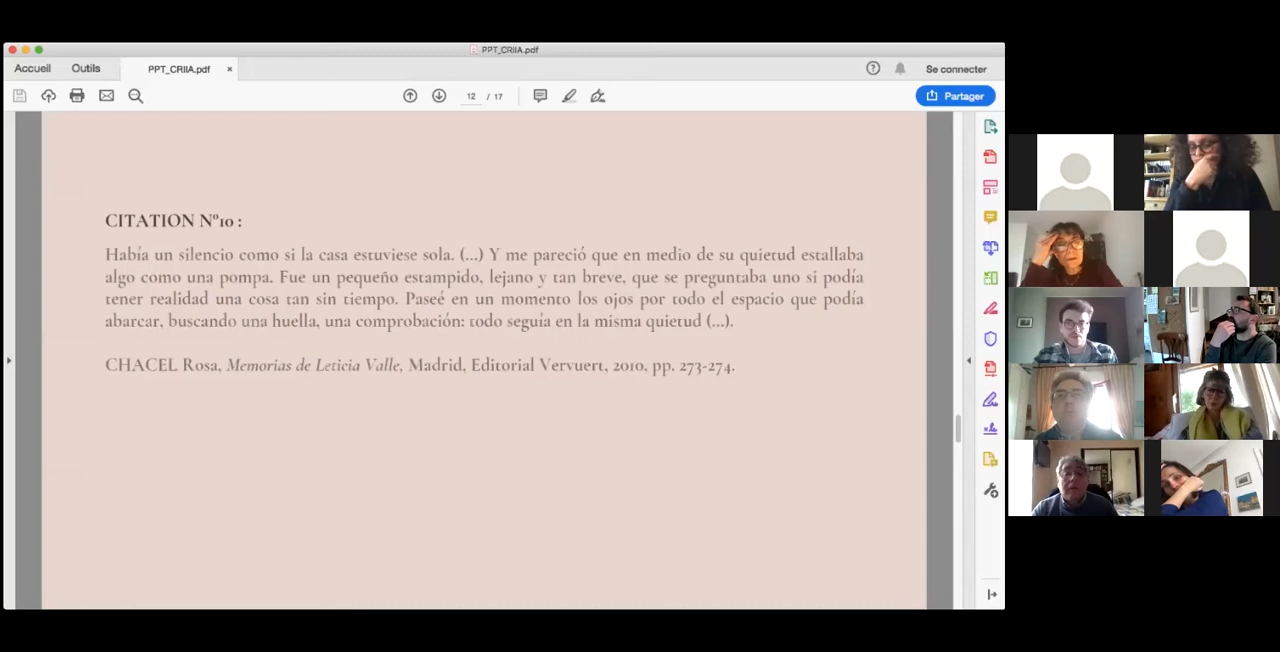 PPT_CRIIA.pdf
Accueil Outils PPT_CRIIA.pdf × Se connecter
12 / 17 Partager
CITATION Nº10 :
Había un silencio como si la casa estuviese sola. (...) Y me pareció que en medio de su quietud estallaba
algo como una pompa. Fue un pequeño estampido, lejano y tan breve, que se preguntaba uno si podía
tener realidad una cosa tan sin tiempo. Paseé en un momento los ojos por todo el espacio que podía
abarcar, buscando una huella, una comprobación: todo seguía en la misma quietud (...).
CHACEL Rosa, Memorias de Leticia Valle, Madrid, Editorial Vervuert, 2010, pp. 273-274.